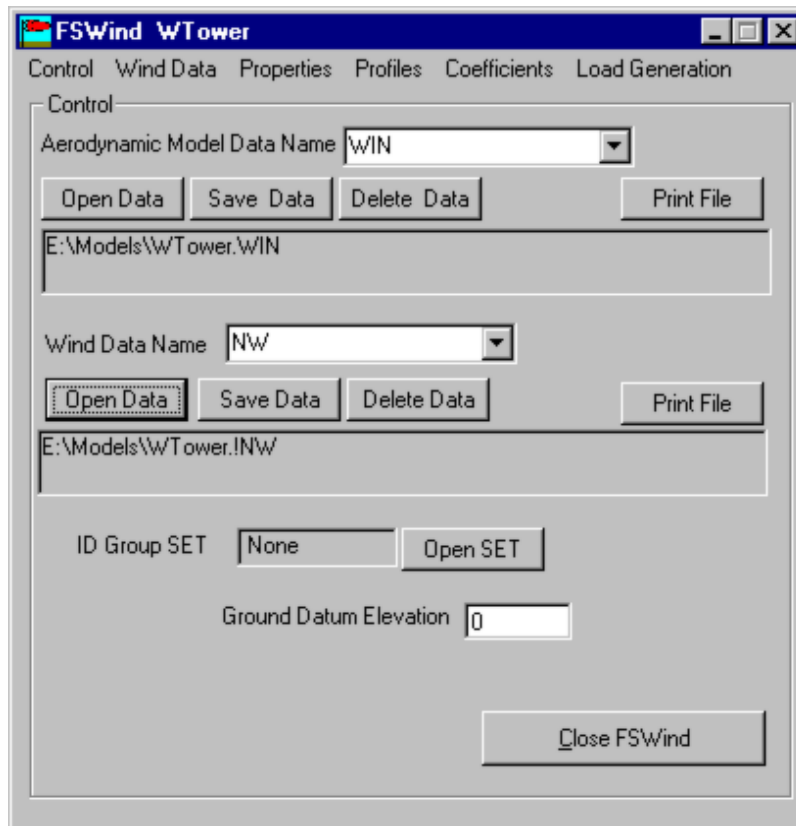 FSWind WTower
Control Wind Data Properties Profiles Coefficients Load Generation
Control
Aerodynamic Model Data Name WIN
Open Data Save Data Delete Data Print File
E:\Models\WTower.WIN
Wind Data Name NW
Open Data Save Data Delete Data Print File
E:\Models\WTower.!NW
ID Group SET None Open SET
Ground Datum Elevation 0
Close FSWind